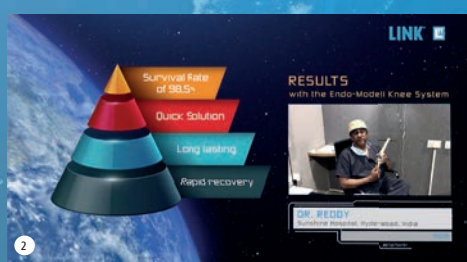 LINK
Survival Rate
of 98,5%
Quick Solution
Long lasting
Rapid recovery
RESULTS
with the Endo-Modell Knee System
DR. REDDY
Sunshine Hospital, Hyderabad, India
2